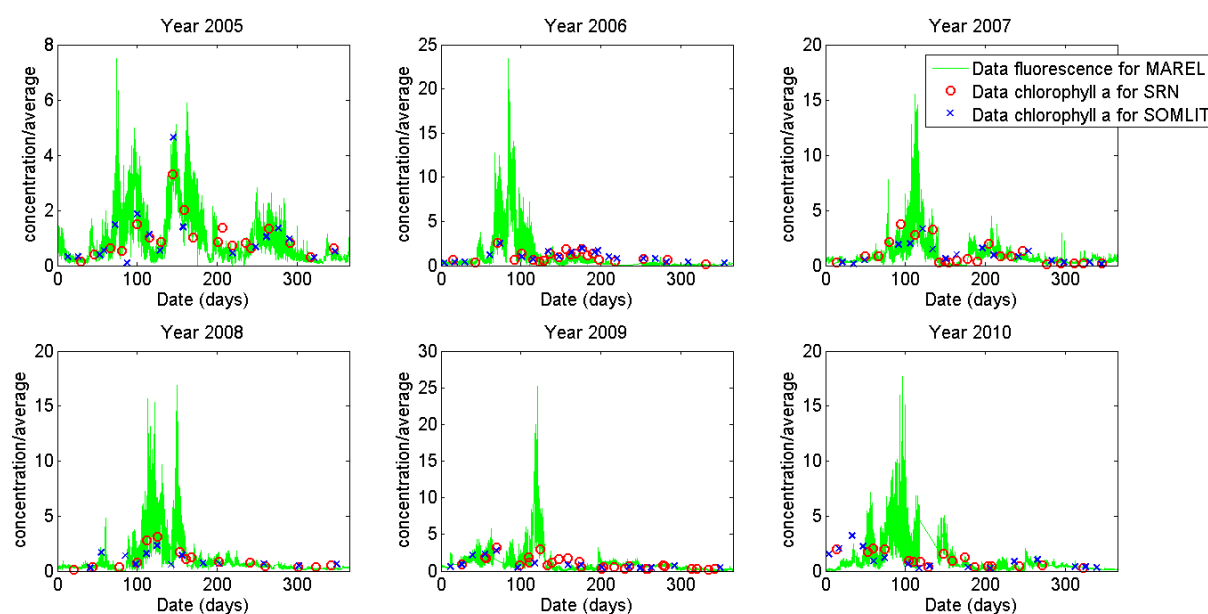 Year 2005
8
6
4
2
0
0 100 200 300
concentration/average
Date (days)
Year 2006
25
20
15
10
5
0
0 100 200 300
concentration/average
Date (days)
Year 2007
20
15
10
5
0
0 100 200 300
concentration/average
Date (days)
Data fluorescence for MAREL
Data chlorophyll a for SRN
Data chlorophyll a for SOMLIT
Year 2008
20
15
10
5
0
0 100 200 300
concentration/average
Date (days)
Year 2009
30
25
20
15
10
5
0
0 100 200 300
concentration/average
Date (days)
Year 2010
20
15
10
5
0
0 100 200 300
concentration/average
Date (days)